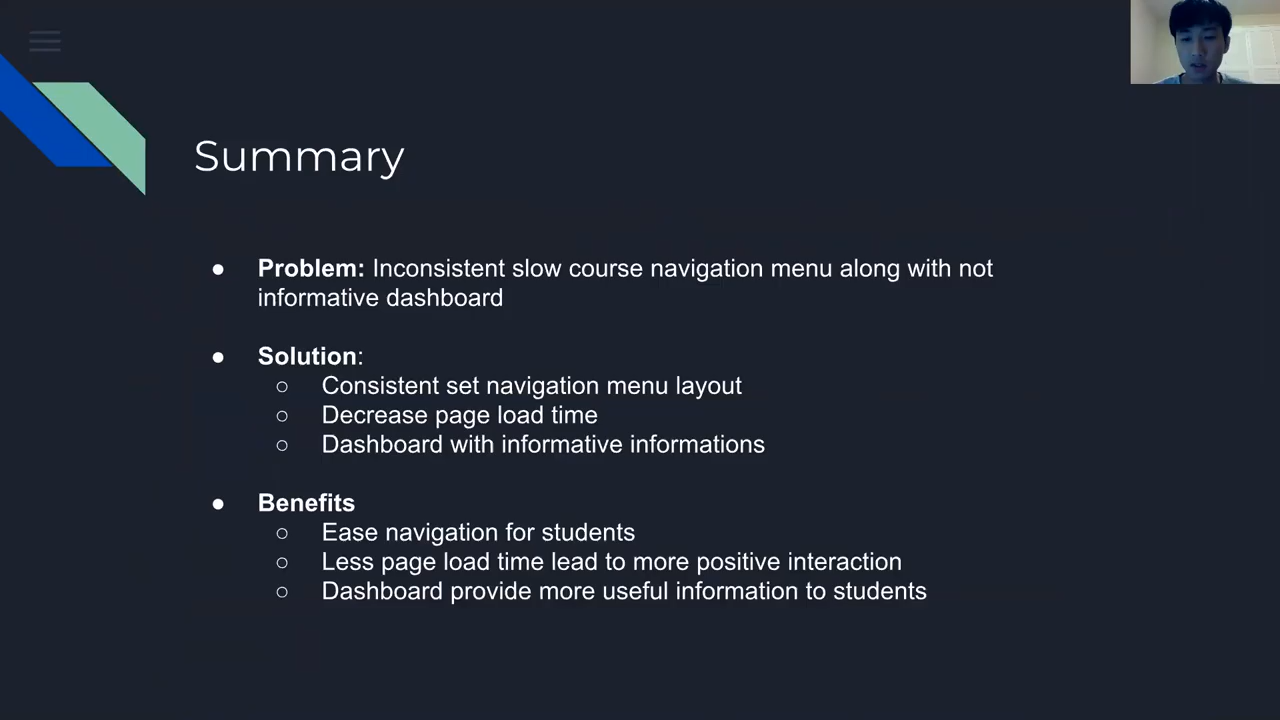 Summary
● Problem: Inconsistent slow course navigation menu along with not
informative dashboard
● Solution:
○ Consistent set navigation menu layout
○ Decrease page load time
○ Dashboard with informative informations
● Benefits
○ Ease navigation for students
○ Less page load time lead to more positive interaction
○ Dashboard provide more useful information to students